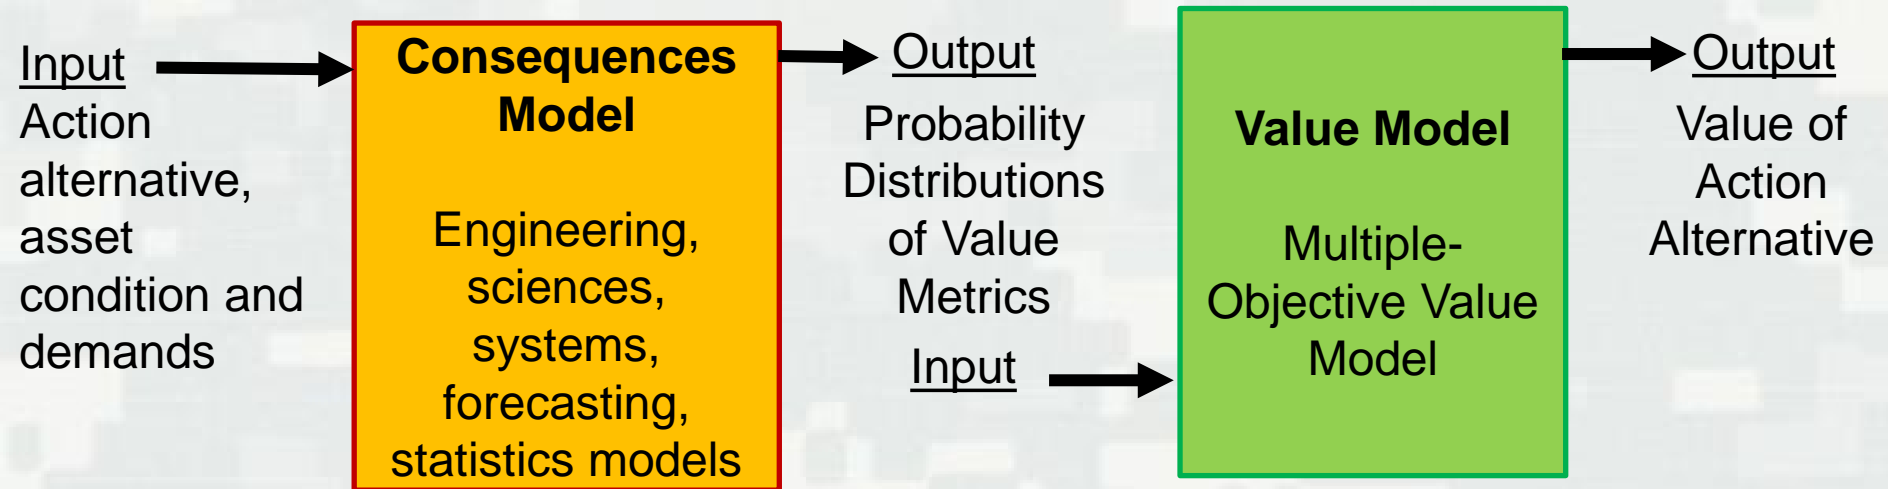 Input
Action
alternative,
asset
condition and
demands
Consequences
Model
Engineering,
sciences,
systems,
forecasting,
statistics models
Output
Probability
Distributions
of Value
Metrics
Input
Value Model
Multiple-
Objective Value
Model
Output
Value of
Action
Alternative